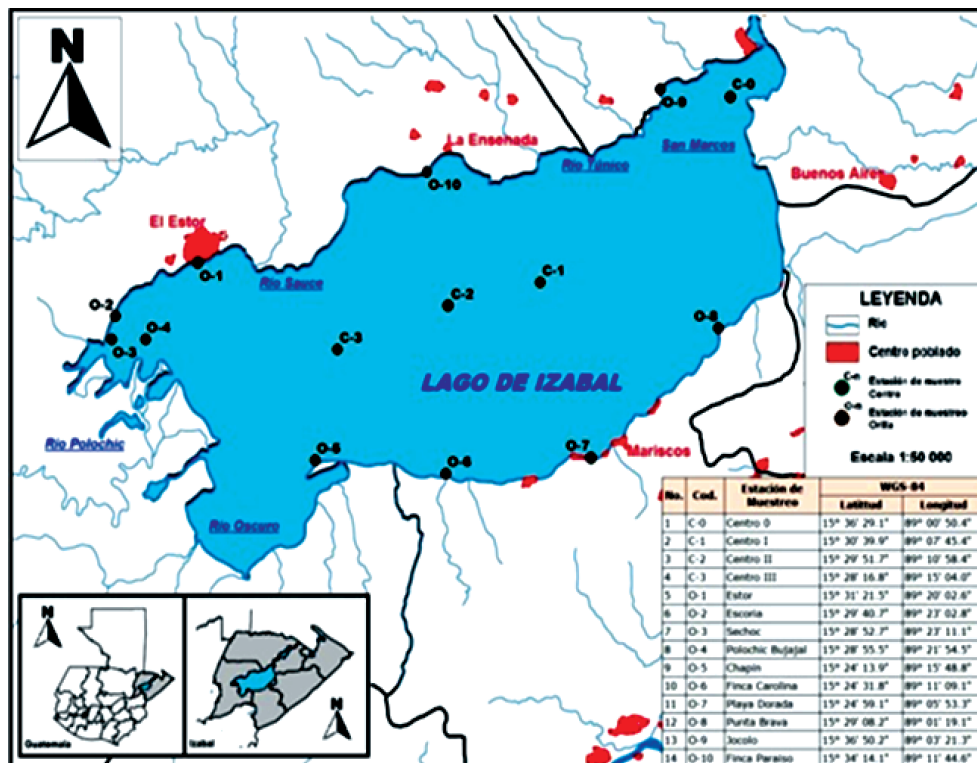 N
La Ensenada
O-10
Río Túnico
O-9
C-0
San Marcos
Buenos Aires
El Estor
O-1
Río Sauce
C-1
C-2
O-2
O-3
O-4
C-3
O-8
LAGO DE IZABAL
Río Polochic
O-5
O-6
O-7
Mariscos
Río Oscuro
LEYENDA
Río
Centro poblado
C-n
Estación de muestro
Centro
O-n
Estación de muestreo
Orilla
Escala 1:50 000
No. Cod. Estación de Muestreo WGS-84
Latitud Longitud
1 C-0 Centro 0 15° 36' 29.1" 89° 00' 50.4"
2 C-1 Centro I 15° 30' 39.9" 89° 07' 45.4"
3 C-2 Centro II 15° 29' 51.7" 89° 10' 58.4"
4 C-3 Centro III 15° 28' 16.8" 89° 15' 04.0"
5 O-1 Estor 15° 31' 21.5" 89° 20' 02.6"
6 O-2 Escoria 15° 29' 40.7" 89° 23' 02.8"
7 O-3 Sechoc 15° 28' 52.7" 89° 23' 11.1"
8 O-4 Polochic Bujajal 15° 28' 55.5" 89° 21' 54.5"
9 O-5 Chapin 15° 24' 13.9" 89° 15' 48.8"
10 O-6 Finca Carolina 15° 24' 31.8" 89° 11' 09.1"
11 O-7 Playa Dorada 15° 24' 59.1" 89° 05' 53.3"
12 O-8 Punta Brava 15° 29' 08.2" 89° 01' 19.1"
13 O-9 Jocolo 15° 36' 50.2" 89° 03' 21.3"
14 O-10 Finca Paraiso 15° 34' 14.1" 89° 11' 44.6"
N
Guatemala
Izabal
N